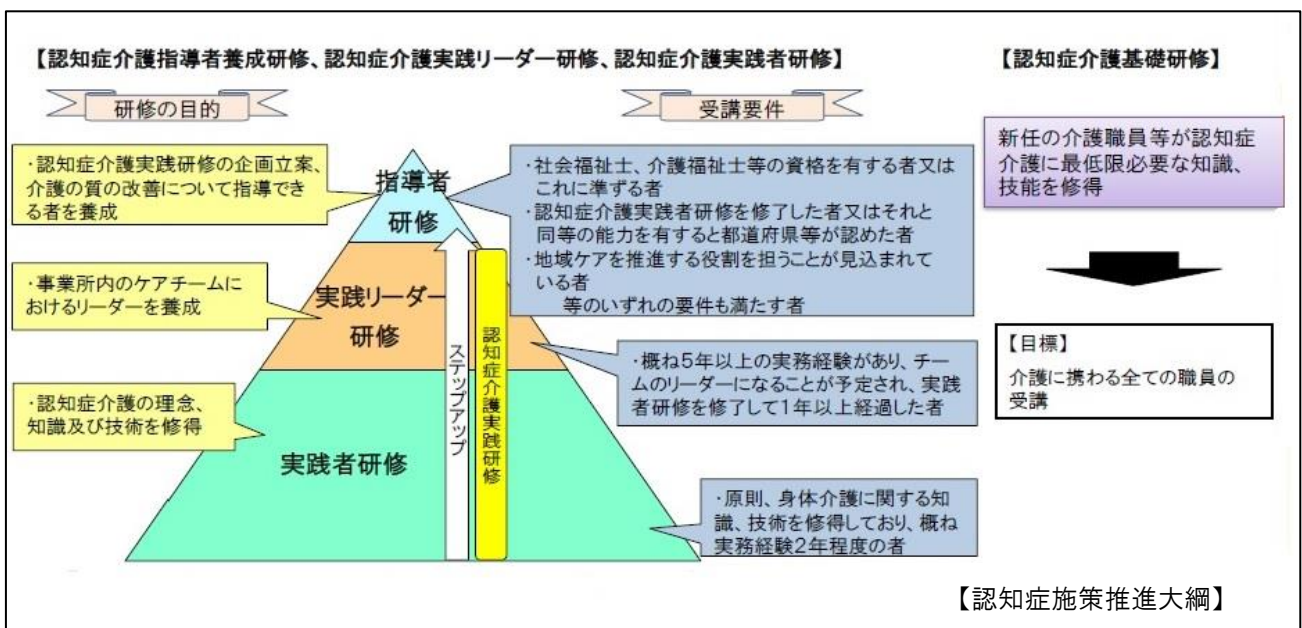 【認知症介護指導者養成研修、認知症介護実践リーダー研修、認知症介護実践者研修】
【認知症介護基礎研修】
研修の目的
受講要件
・認知症介護実践研修の企画立案、
介護の質の改善について指導でき
る者を養成
指導者
研修
・社会福祉士、介護福祉士等の資格を有する者又は
これに準ずる者
・認知症介護実践者研修を修了した者又はそれと
同等の能力を有すると都道府県等が認めた者
・地域ケアを推進する役割を担うことが見込まれて
いる者
等のいずれの要件も満たす者
・事業所内のケアチームに
おけるリーダーを養成
実践リーダー
研修
・概ね5年以上の実務経験があり、チー
ムのリーダーになることが予定され、実践
者研修を修了して1年以上経過した者
・認知症介護の理念、
知識及び技術を修得
実践者研修
ステップアップ
認知症介護実践研修
・原則、身体介護に関する知
識、技術を修得しており、概ね
実務経験2年程度の者
新任の介護職員等が認知症
介護に最低限必要な知識、
技能を修得
【目標】
介護に携わる全ての職員の
受講
【認知症施策推進大綱】